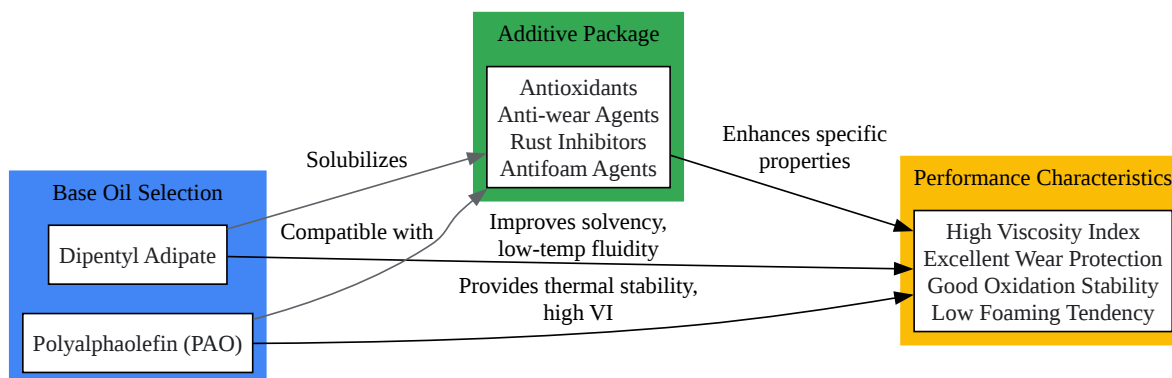 Additive Package
Antioxidants
Anti-wear Agents
Rust Inhibitors
Antifoam Agents
Enhances specific
properties
Solubilizes
Base Oil Selection
Performance Characteristics
Compatible with
Improves solvency,
low-temp fluidity
Dipentyl Adipate
High Viscosity Index
Excellent Wear Protection
Good Oxidation Stability
Low Foaming Tendency
Provides thermal stability,
high VI
Polyalphaolefin (PAO)